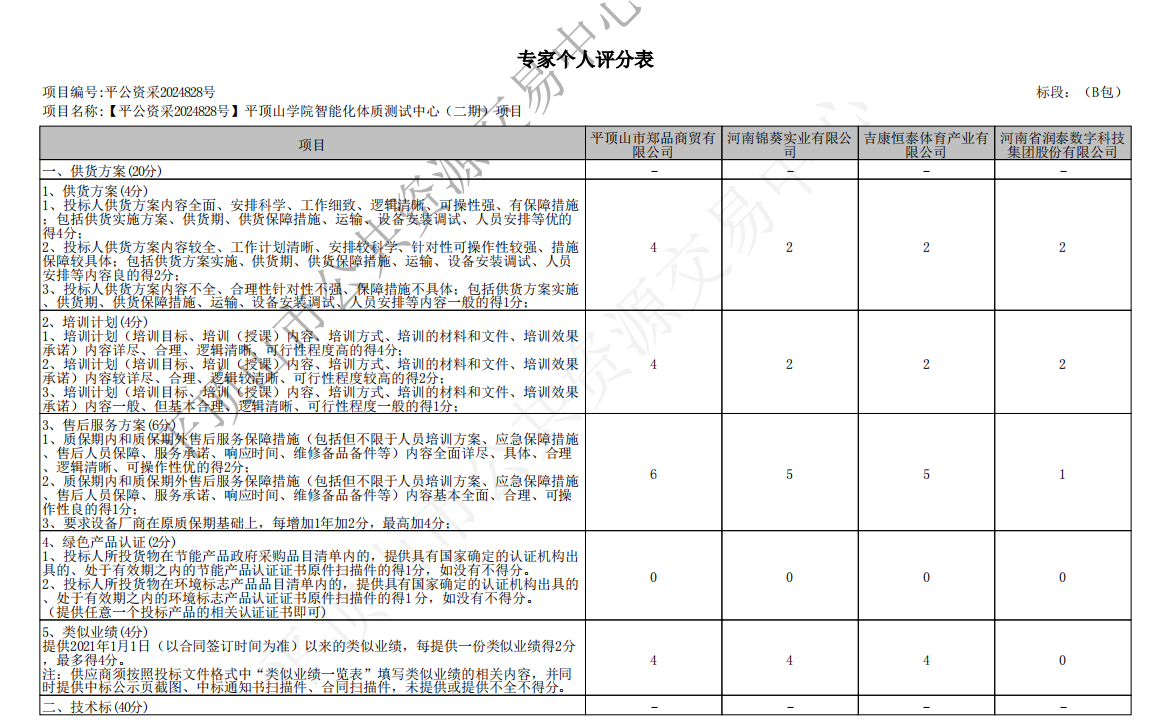 专家个人评分表
项目编号:平公资采2024828号
标段：（B包）
项目名称:【平公资采2024828号】平顶山学院智能化体质测试中心（二期）项目
项目
平顶山市郑品商贸有
限公司
河南锦葵实业有限公
司
吉康恒泰体育产业有
限公司
河南省润泰数字科技
集团股份有限公司
一、供货方案(20分)
－ － － －
1、供货方案(4分)
1、投标人供货方案内容全面、安排科学、工作细致、逻辑清晰、可操性强、有保障措施
；包括供货实施方案、供货期、供货保障措施、运输、设备安装调试、人员安排等优的
得4分；
2、投标人供货方案内容较全、工作计划清晰、安排较科学、针对性可操作性较强、措施
保障较具体；包括供货方案实施、供货期、供货保障措施、运输、设备安装调试、人员
安排等内容良的得2分；
3、投标人供货方案内容不全、合理性针对性不强、保障措施不具体；包括供货方案实施
、供货期、供货保障措施、运输、设备安装调试、人员安排等内容一般的得1分；
4 2 2 2
2、培训计划(4分)
1、培训计划（培训目标、培训（授课）内容、培训方式、培训的材料和文件、培训效果
承诺）内容详尽、合理、逻辑清晰、可行性程度高的得4分；
2、培训计划（培训目标、培训（授课）内容、培训方式、培训的材料和文件、培训效果
承诺）内容较详尽、合理、逻辑较清晰、可行性程度较高的得2分；
3、培训计划（培训目标、培训（授课）内容、培训方式、培训的材料和文件、培训效果
承诺）内容一般、但基本合理、逻辑清晰、可行性程度一般的得1分；
4 2 2 2
3、售后服务方案(6分)
1、质保期内和质保期外售后服务保障措施（包括但不限于人员培训方案、应急保障措施
、售后人员保障、服务承诺、响应时间、维修备品备件等）内容全面详尽、具体、合理
、逻辑清晰、可操作性优的得2分；
2、质保期内和质保期外售后服务保障措施（包括但不限于人员培训方案、应急保障措施
、售后人员保障、服务承诺、响应时间、维修备品备件等）内容基本全面、合理、可操
作性良的得1分；
3、要求设备厂商在原质保期基础上，每增加1年加2分，最高加4分；
6 5 5 1
4、绿色产品认证(2分)
1、投标人所投货物在节能产品政府采购品目清单内的，提供具有国家确定的认证机构出
具的、处于有效期之内的节能产品认证证书原件扫描件的得1分，如没有不得分。
2、投标人所投货物在环境标志产品品目清单内的，提供具有国家确定的认证机构出具的
、处于有效期之内的环境标志产品认证证书原件扫描件的得1 分，如没有不得分。
（提供任意一个投标产品的相关认证证书即可)
0 0 0 0
5、类似业绩(4分)
提供2021年1月1日（以合同签订时间为准）以来的类似业绩，每提供一份类似业绩得2分
，最多得4分。
注：供应商须按照投标文件格式中“类似业绩一览表”填写类似业绩的相关内容，并同
时提供中标公示页截图、中标通知书扫描件、合同扫描件，未提供或提供不全不得分。
4 4 4 0
二、技术标(40分)
－ － － －
平顶山市公共资源交易中心
平顶山市公共资源交易中心